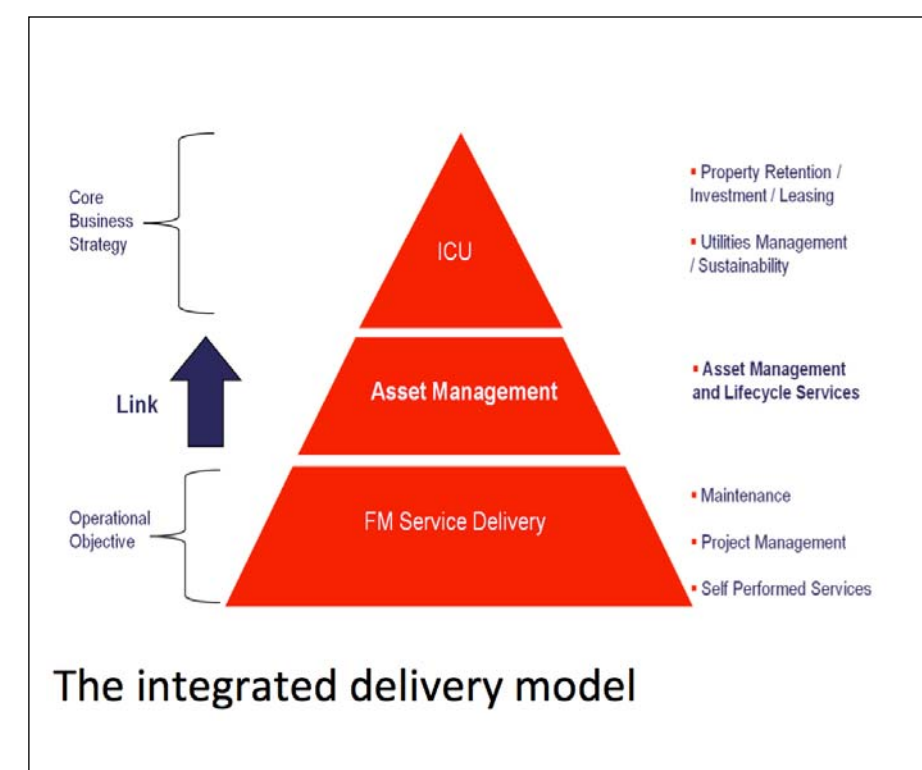 Core
Business
Strategy
ICU
▪ Property Retention /
Investment / Leasing
▪ Utilities Management
/ Sustainability
Link
Asset Management
▪ Asset Management
and Lifecycle Services
Operational
Objective
FM Service Delivery
▪ Maintenance
▪ Project Management
▪ Self Performed Services
The integrated delivery model